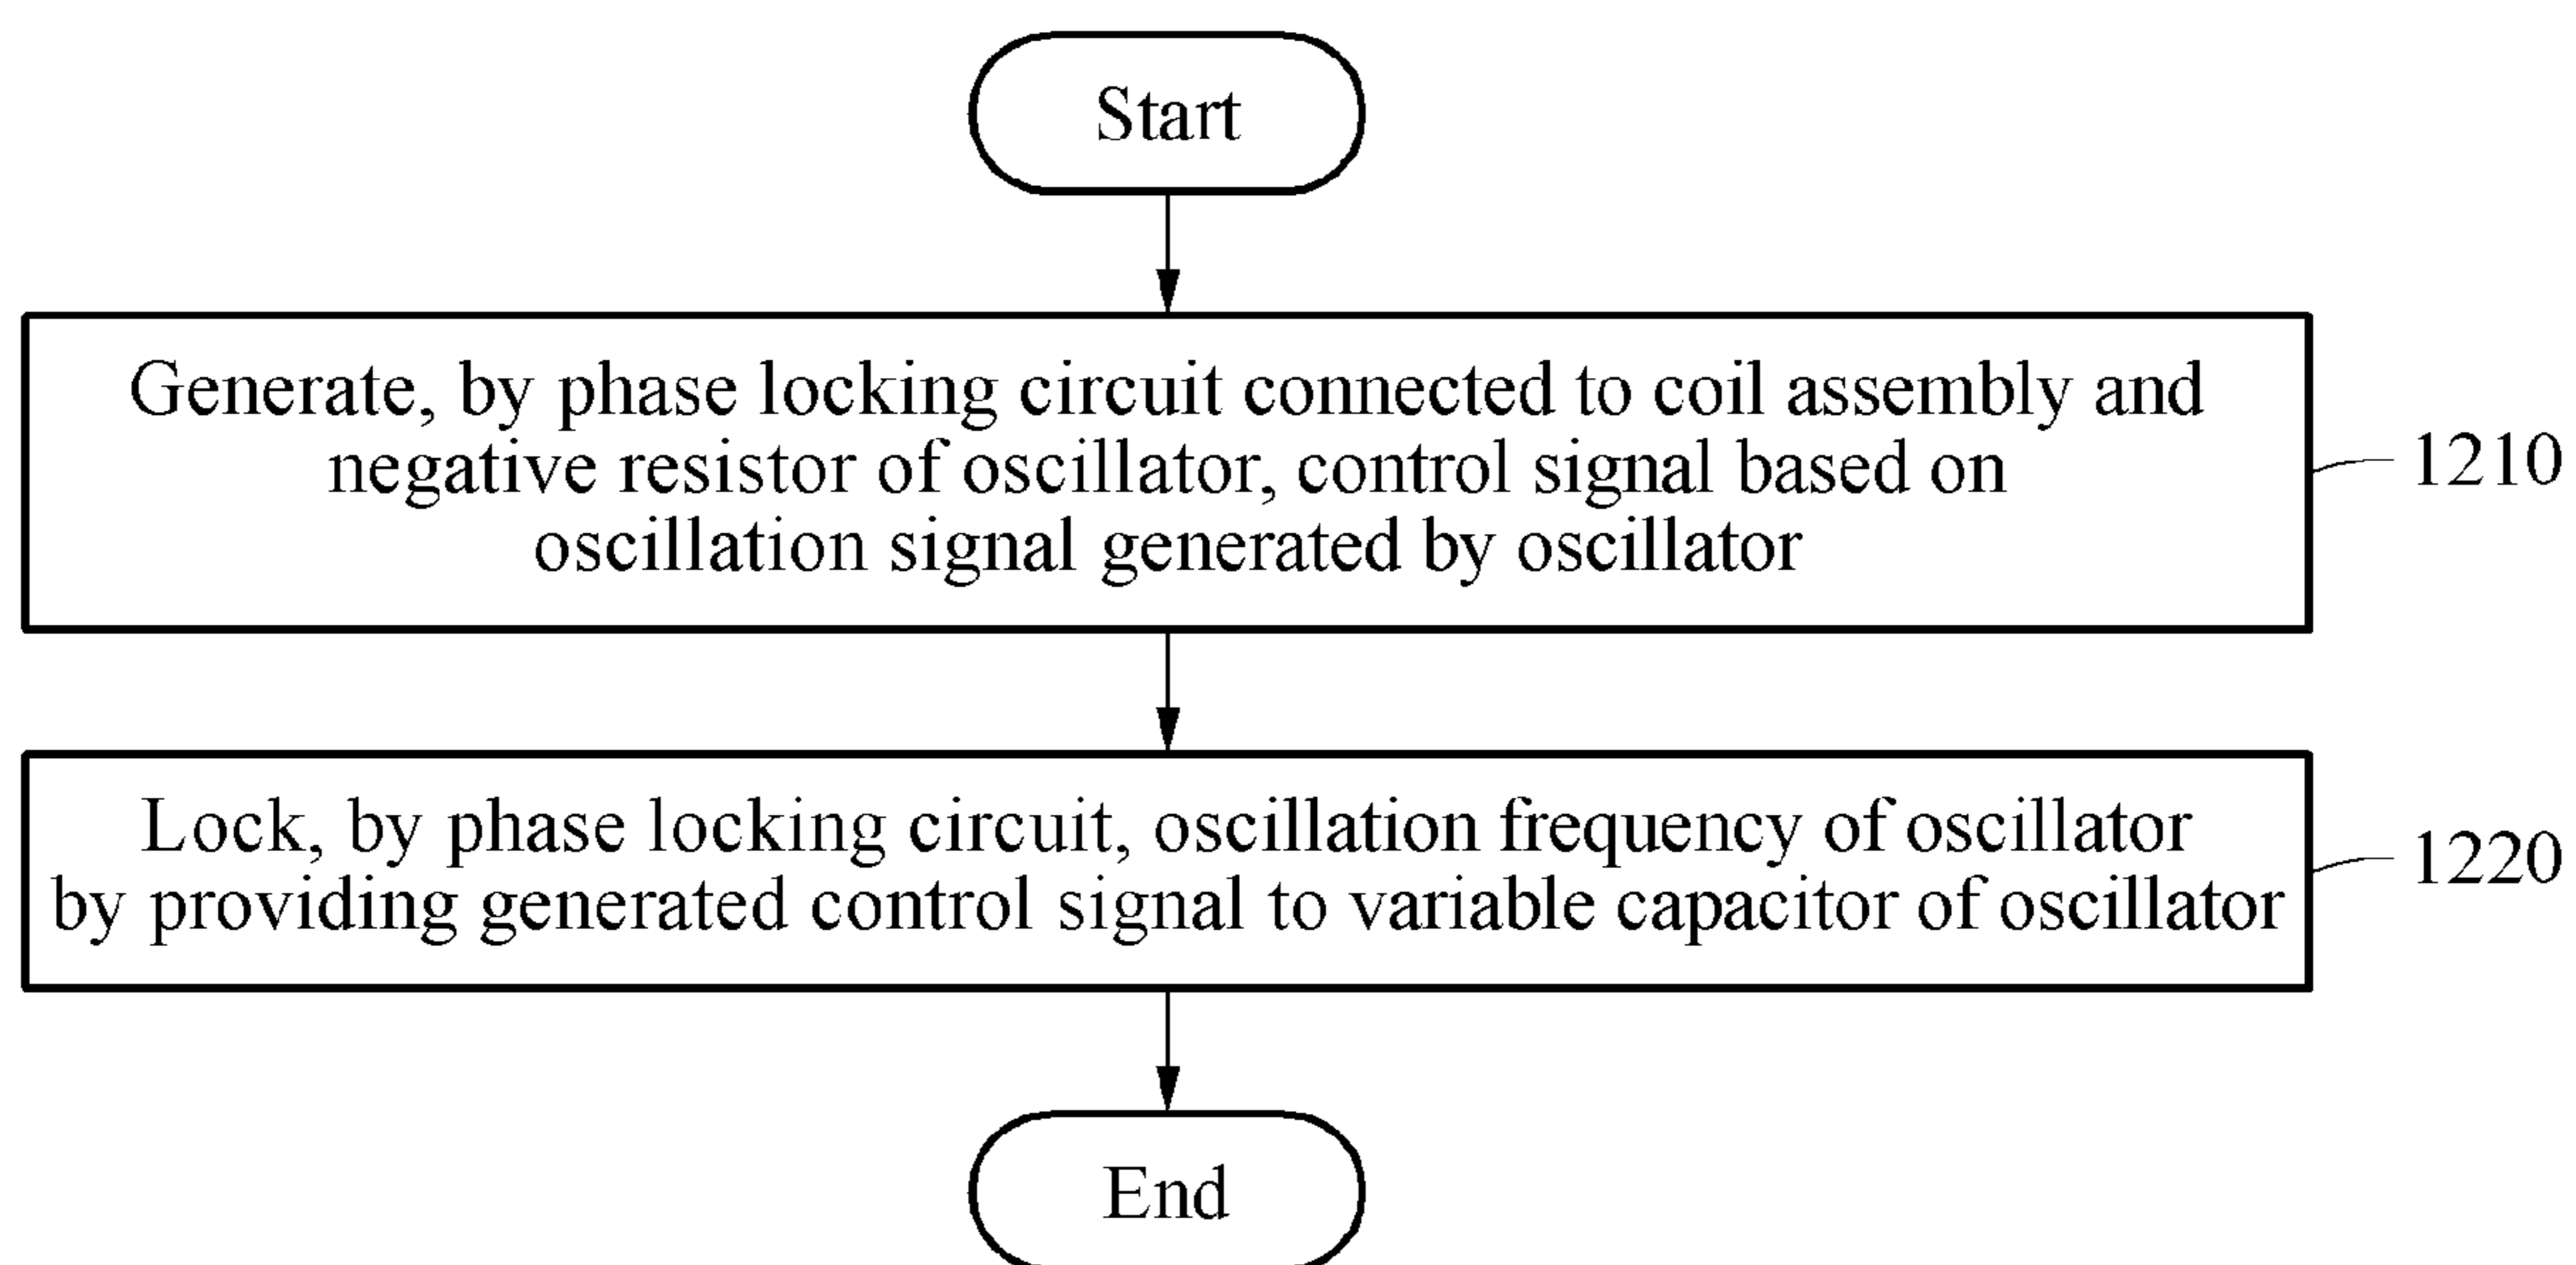 Start
Generate, by phase locking circuit connected to coil assembly and
negative resistor of oscillator, control signal based on
oscillation signal generated by oscillator
1210
Lock, by phase locking circuit, oscillation frequency of oscillator
by providing generated control signal to variable capacitor of oscillator
1220
End